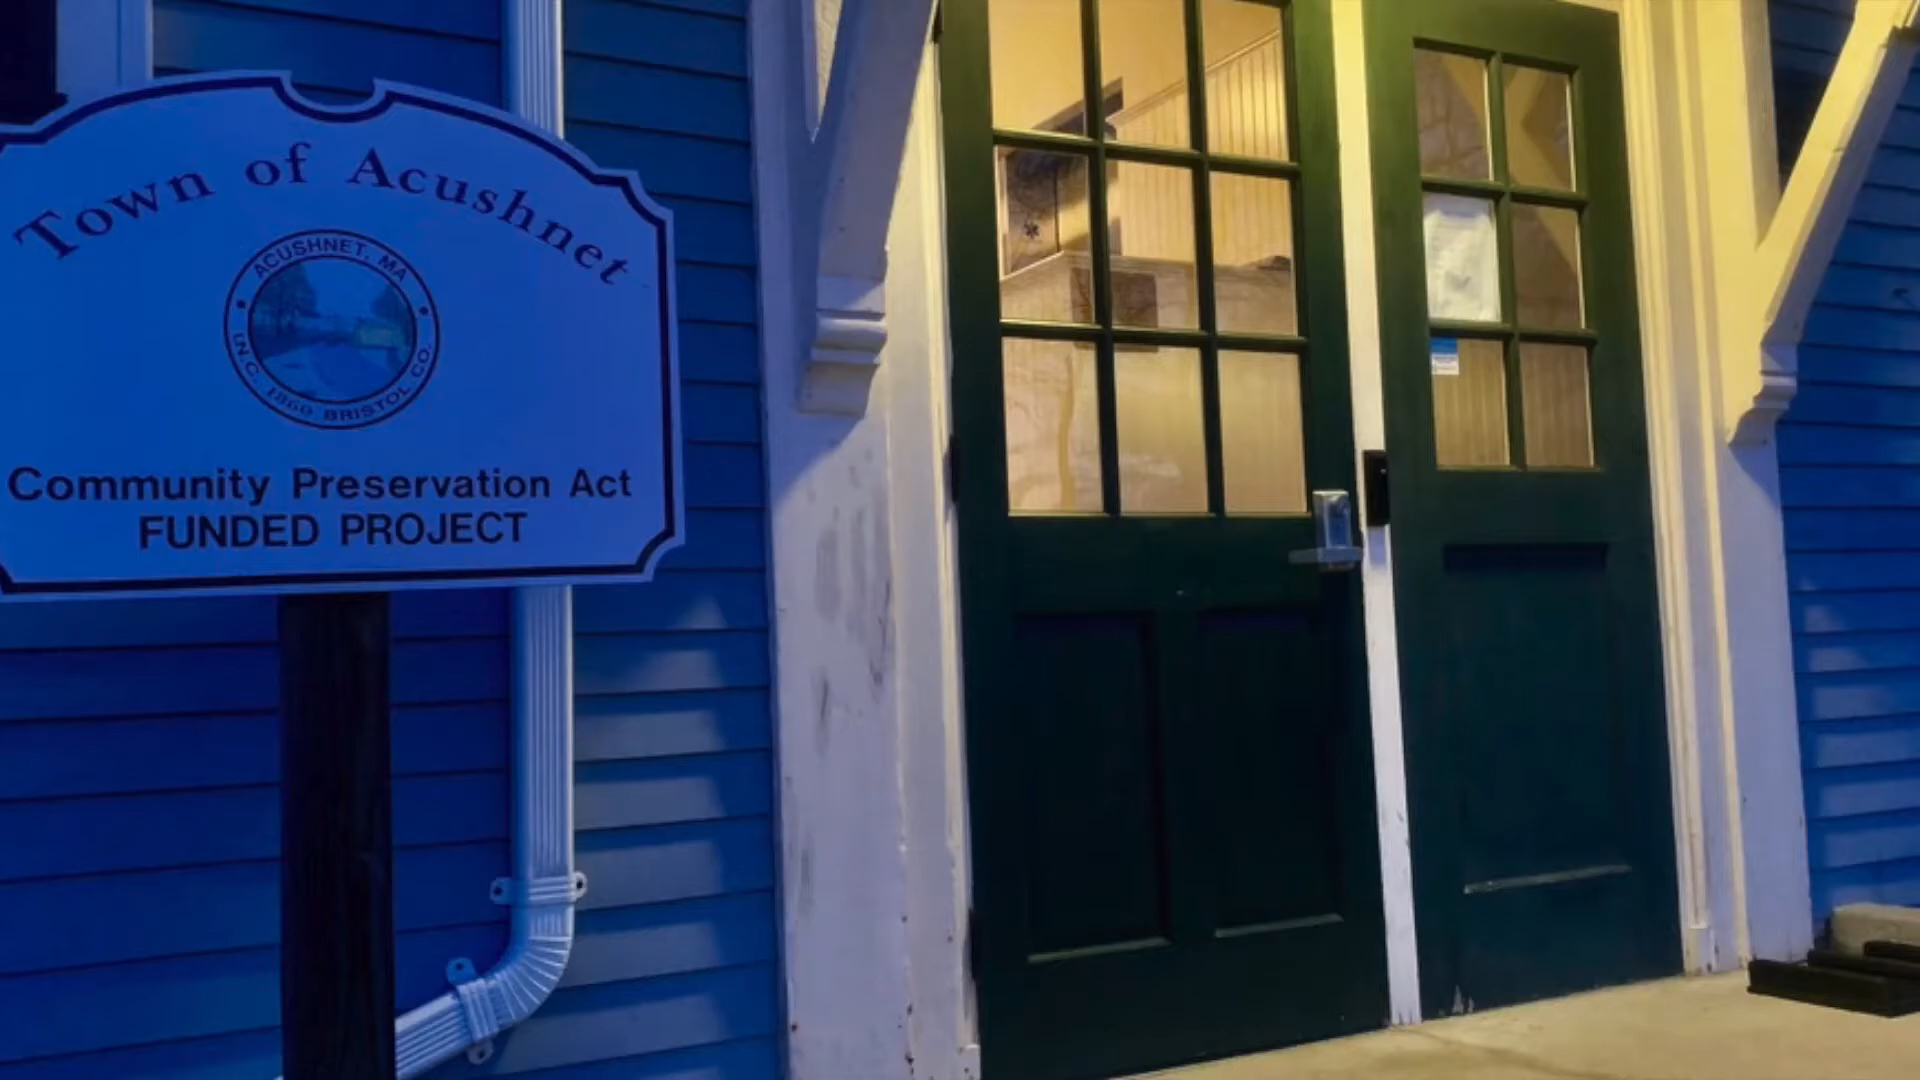 Town of Acushnet
ACUSHNET, MA
INC. 1860 BRISTOL CO.
Community Preservation Act
FUNDED PROJECT